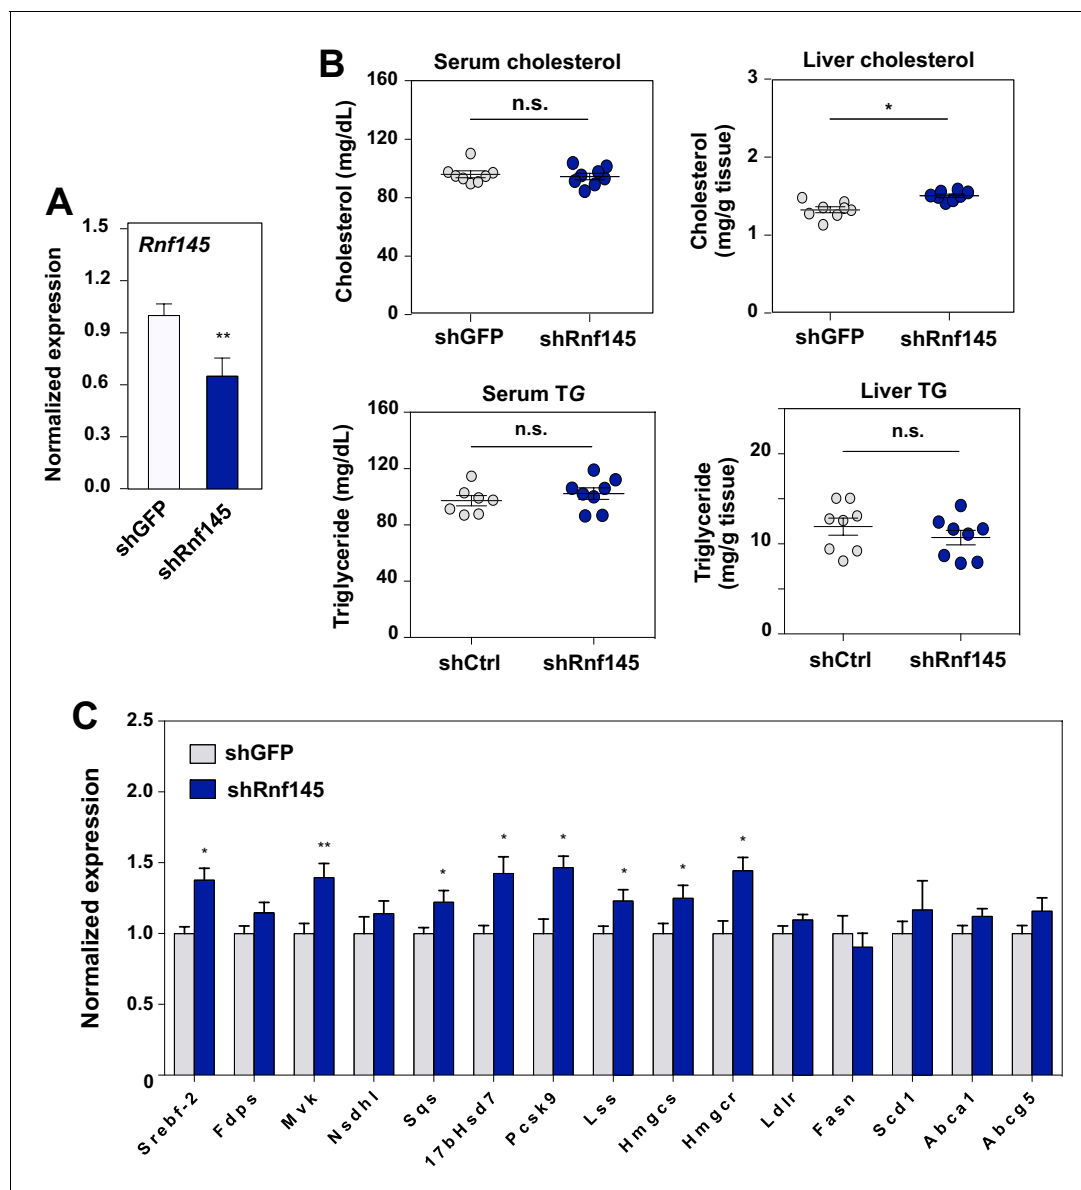 A
Rnf145
Normalized expression
1.5
1.2
0.9
0.6
0.3
0.0
**
shGFP
shRnf145
B
Serum cholesterol
Cholesterol (mg/dL)
160
120
80
40
0
n.s.
shGFP shRnf145
Liver cholesterol
Cholesterol
(mg/g tissue)
3
2
1
0
*
shGFP shRnf145
Serum TG
Triglyceride (mg/dL)
160
120
80
40
0
n.s.
shCtrl shRnf145
Liver TG
Triglyceride
(mg/g tissue)
20
10
0
n.s.
shCtrl shRnf145
C
Normalized expression
2.5
2.0
1.5
1.0
0.5
0
shGFP
shRnf145
* ** * * * * * *
Srebf-2
Fdps
Mvk
Nsdhl
Sqs
17bHsd7
Pcsk9
Lss
Hmgcs
Hmgcr
Ldlr
Fasn
Scd1
Abca1
Abcg5